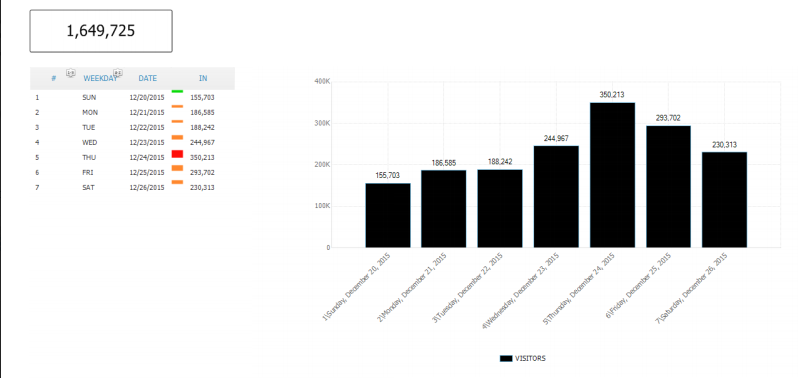 1,649,725
# WEEKDAY DATE IN
1 SUN 12/20/2015 155,703
2 MON 12/21/2015 186,585
3 TUE 12/22/2015 188,242
4 WED 12/23/2015 244,967
5 THU 12/24/2015 350,213
6 FRI 12/25/2015 293,702
7 SAT 12/26/2015 230,313
400K
300K
200K
100K
0
155,703
186,585
188,242
244,967
350,213
293,702
230,313
1\Sunday, December 20, 2015
2\Monday, December 21, 2015
3\Tuesday, December 22, 2015
4\Wednesday, December 23, 2015
5\Thursday, December 24, 2015
6\Friday, December 25, 2015
7\Saturday, December 26, 2015
VISITORS